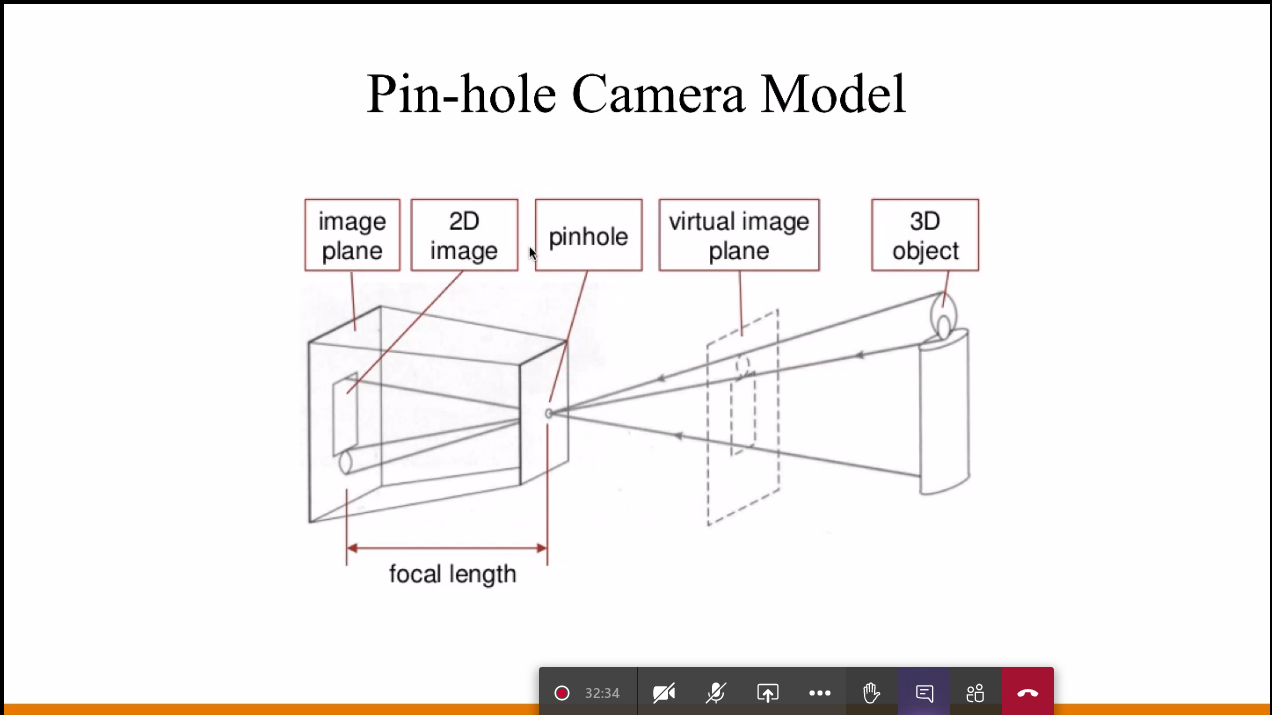 Pin-hole Camera Model
image
plane
2D
image
pinhole
virtual image
plane
3D
object
focal length
32:34